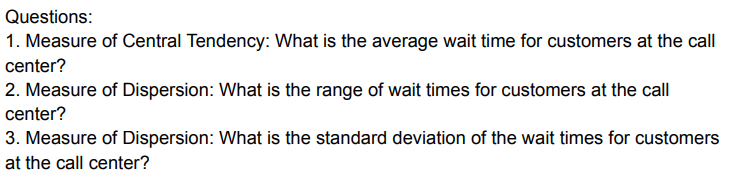 Questions:
1. Measure of Central Tendency: What is the average wait time for customers at the call
center?
2. Measure of Dispersion: What is the range of wait times for customers at the call
center?
3. Measure of Dispersion: What is the standard deviation of the wait times for customers
at the call center?